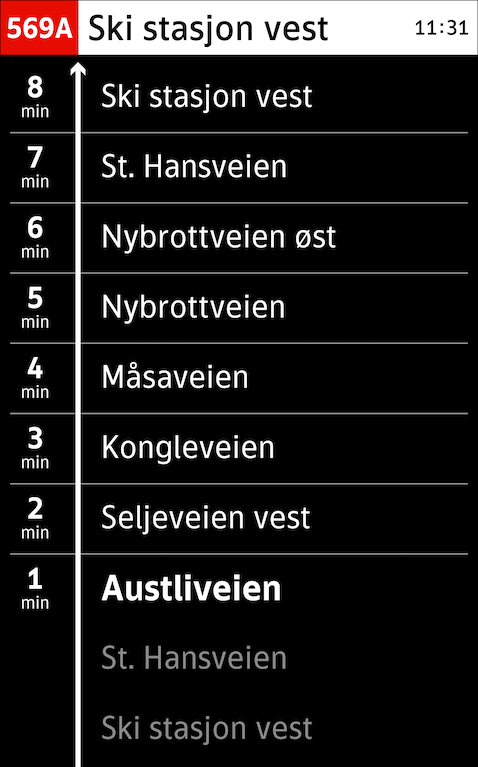 569A Ski stasjon vest 11:31
8 min Ski stasjon vest
7 min St. Hansveien
6 min Nybrottveien øst
5 min Nybrottveien
4 min Måsaveien
3 min Kongleveien
2 min Seljeveien vest
1 min Austliveien
St. Hansveien
Ski stasjon vest